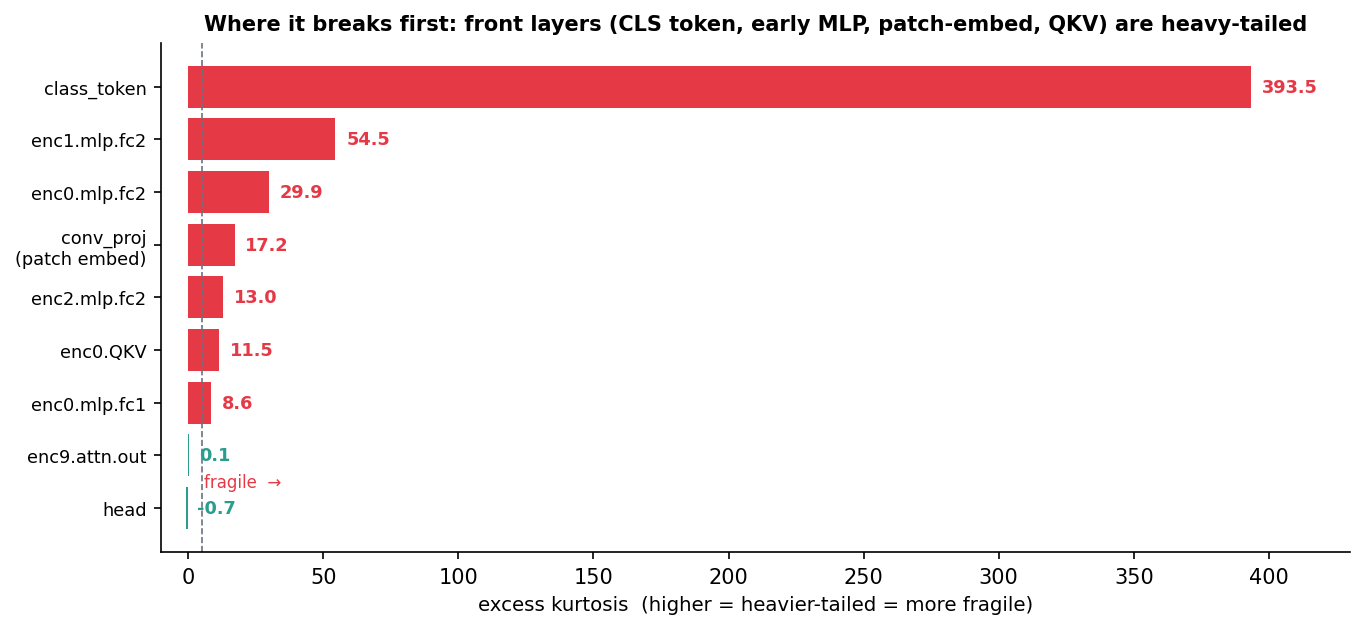 Where it breaks first: front layers (CLS token, early MLP, patch-embed, QKV) are heavy-tailed
class_token 393.5
enc1.mlp.fc2 54.5
enc0.mlp.fc2 29.9
conv_proj
(patch embed) 17.2
enc2.mlp.fc2 13.0
enc0.QKV 11.5
enc0.mlp.fc1 8.6
enc9.attn.out 0.1
fragile →
head -0.7
0 50 100 150 200 250 300 350 400
excess kurtosis (higher = heavier-tailed = more fragile)